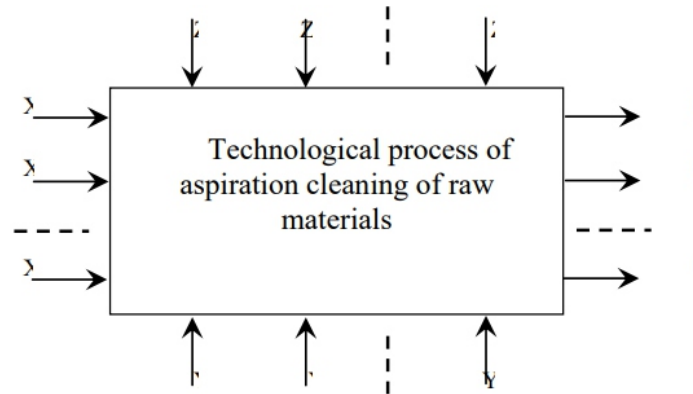 Z
X
Technological process of
aspiration cleaning of raw
X
materials
X
Y